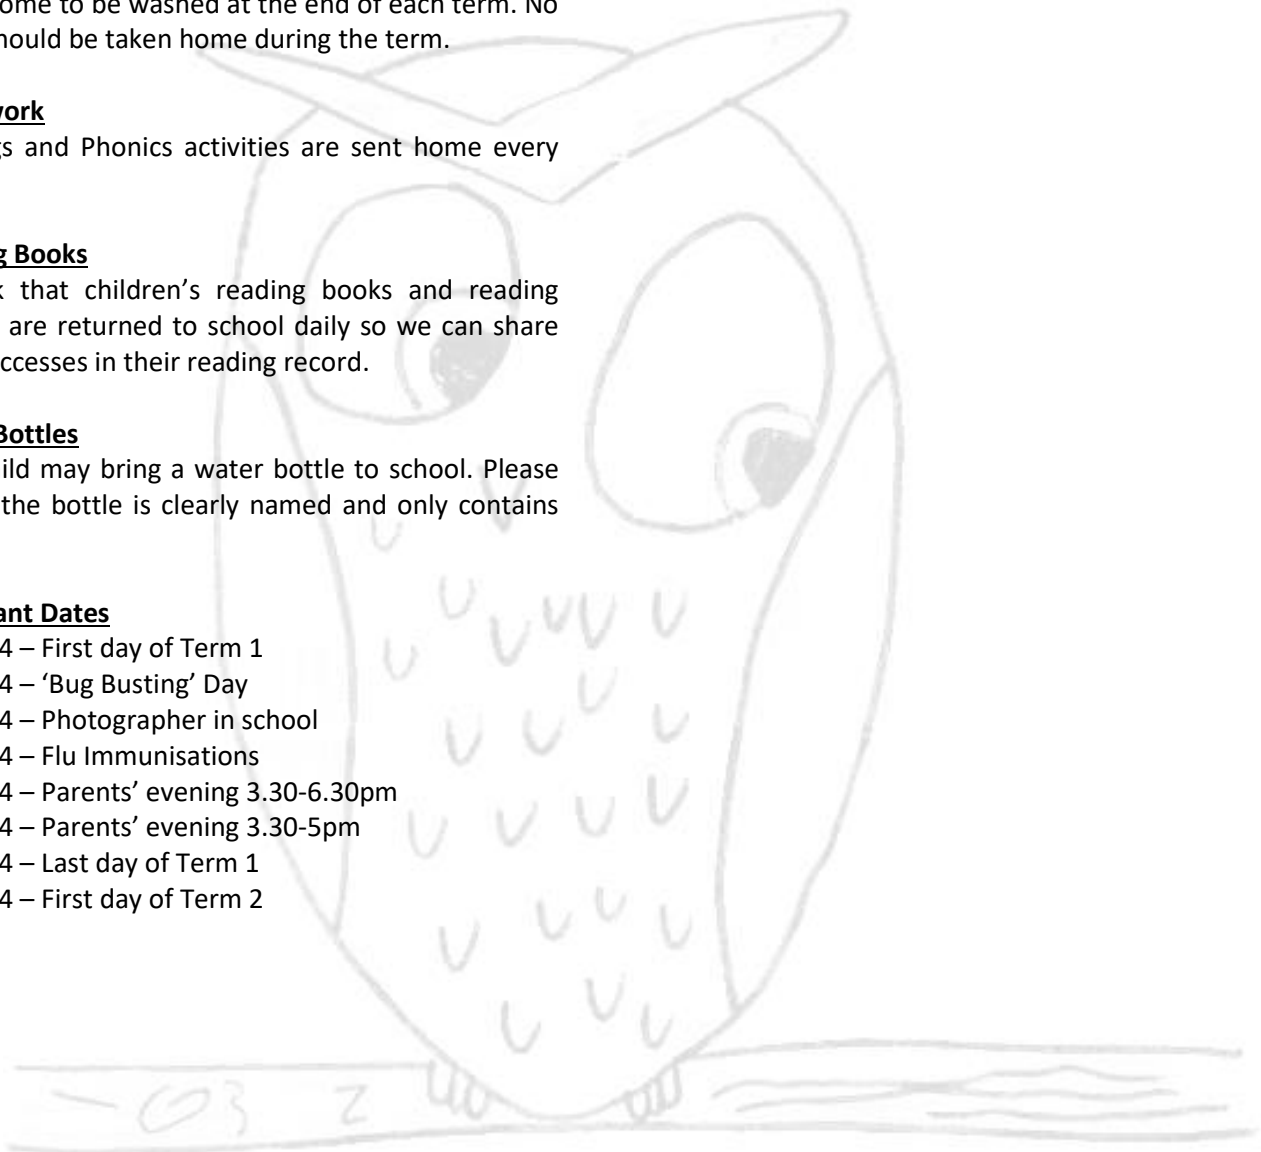 ome to be washed at the end of each term. No
hould be taken home during the term.
work
gs and Phonics activities are sent home every
g Books
k that children’s reading books and reading
are returned to school daily so we can share
ccesses in their reading record.
Bottles
ild may bring a water bottle to school. Please
the bottle is clearly named and only contains
ant Dates
4 – First day of Term 1
4 – ‘Bug Busting’ Day
4 – Photographer in school
4 – Flu Immunisations
4 – Parents’ evening 3.30-6.30pm
4 – Parents’ evening 3.30-5pm
4 – Last day of Term 1
4 – First day of Term 2